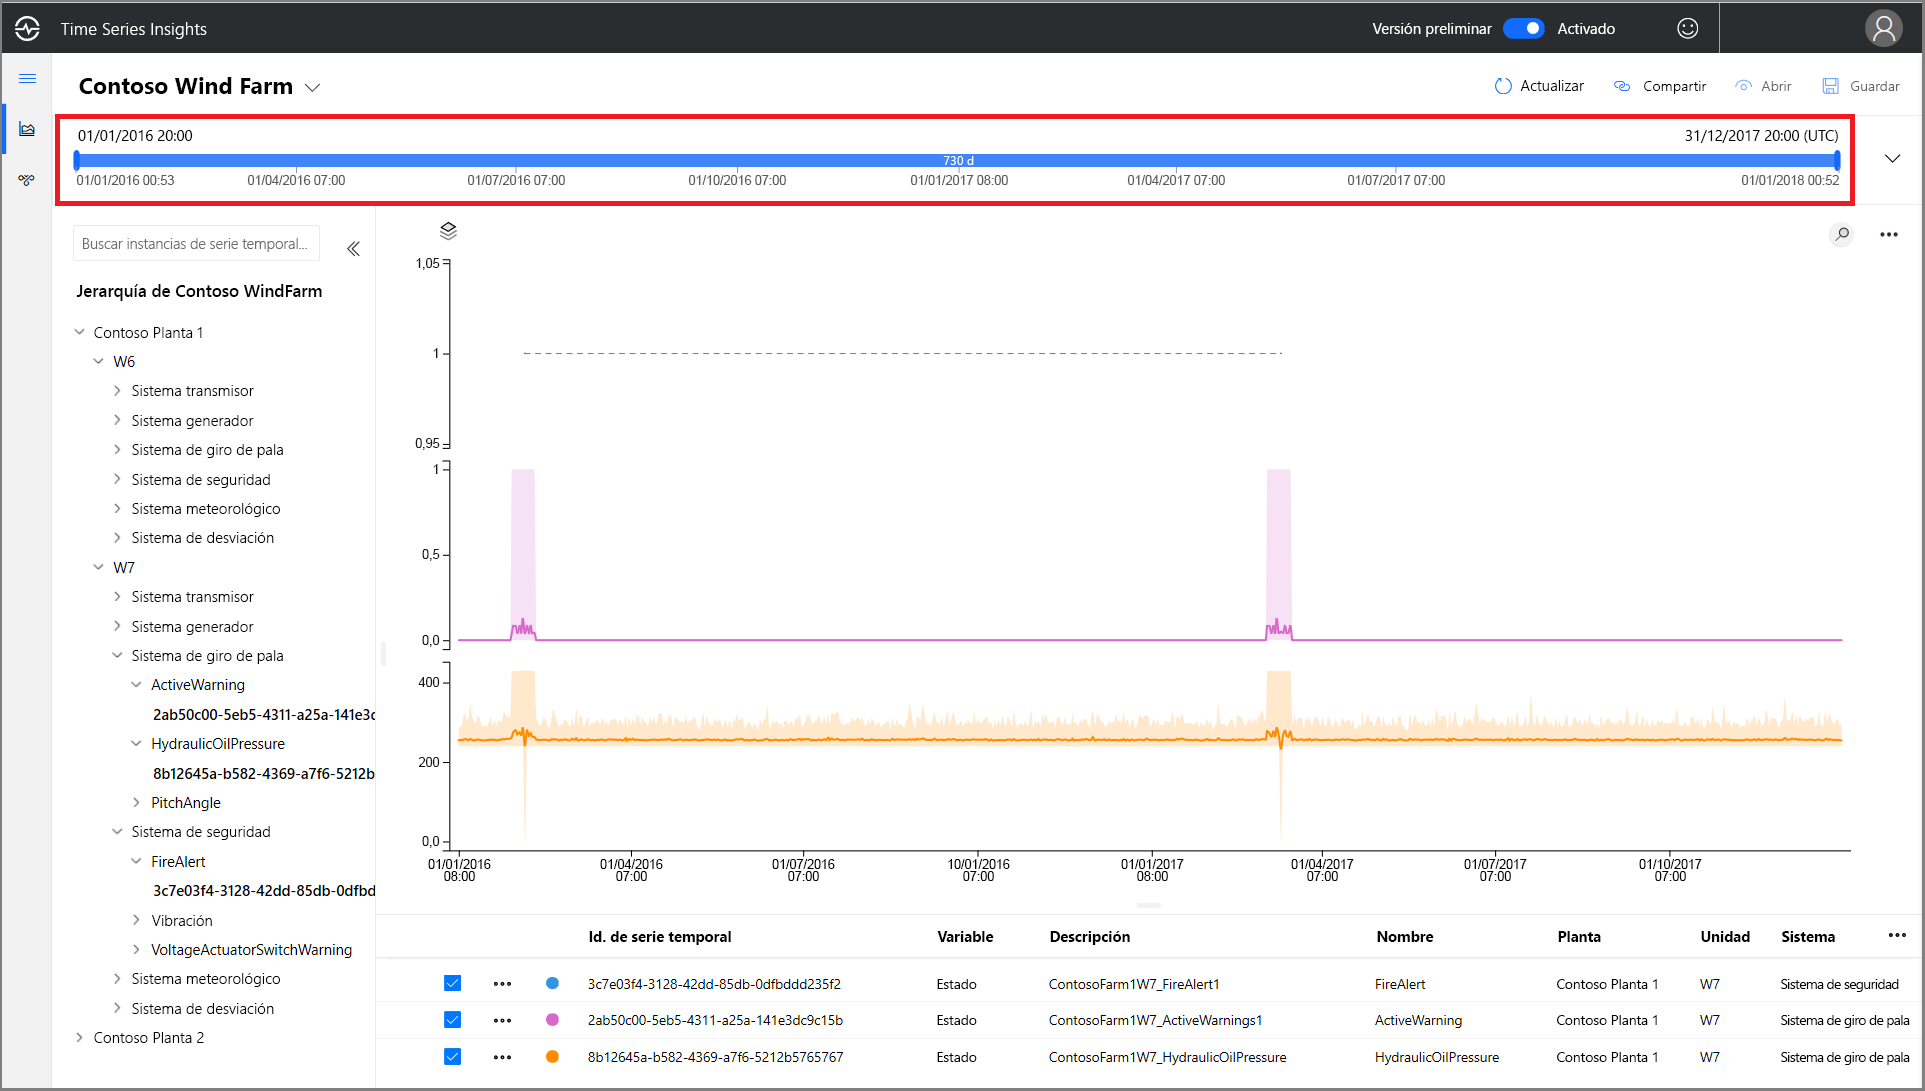 Time Series Insights
Versión preliminar
Activado
Contoso Wind Farm
Actualizar
Compartir
Abrir
Guardar
01/01/2016 20:00
31/12/2017 20:00 (UTC)
730 d
01/01/2016 00:53
01/04/2016 07:00
01/07/2016 07:00
01/10/2016 07:00
01/01/2017 08:00
01/04/2017 07:00
01/07/2017 07:00
01/01/2018 00:52
Buscar instancias de serie temporal...
Jerarquía de Contoso WindFarm
Contoso Planta 1
W6
Sistema transmisor
Sistema generador
Sistema de giro de pala
Sistema de seguridad
Sistema meteorológico
Sistema de desviación
W7
Sistema transmisor
Sistema generador
Sistema de giro de pala
ActiveWarning
2ab50c00-5eb5-4311-a25a-141e3c
HydraulicOilPressure
8b12645a-b582-4369-a7f6-5212b
PitchAngle
Sistema de seguridad
FireAlert
3c7e03f4-3128-42dd-85db-0dfbd
Vibración
VoltageActuatorSwitchWarning
Sistema meteorológico
Sistema de desviación
Contoso Planta 2
1,05
1
0,95
1
0,5
0,0
400
200
0,0
01/01/2016
08:00
01/04/2016
07:00
01/07/2016
07:00
10/01/2016
07:00
01/01/2017
08:00
01/04/2017
07:00
01/07/2017
07:00
01/10/2017
07:00
Id. de serie temporal Variable Descripción Nombre Planta Unidad Sistema
3c7e03f4-3128-42dd-85db-0dfbddd235f2 Estado ContosoFarm1W7_FireAlert1 FireAlert Contoso Planta 1 W7 Sistema de seguridad
2ab50c00-5eb5-4311-a25a-141e3dc9c15b Estado ContosoFarm1W7_ActiveWarnings1 ActiveWarning Contoso Planta 1 W7 Sistema de giro de pala
8b12645a-b582-4369-a7f6-5212b5765767 Estado ContosoFarm1W7_HydraulicOilPressure HydraulicOilPressure Contoso Planta 1 W7 Sistema de giro de pala